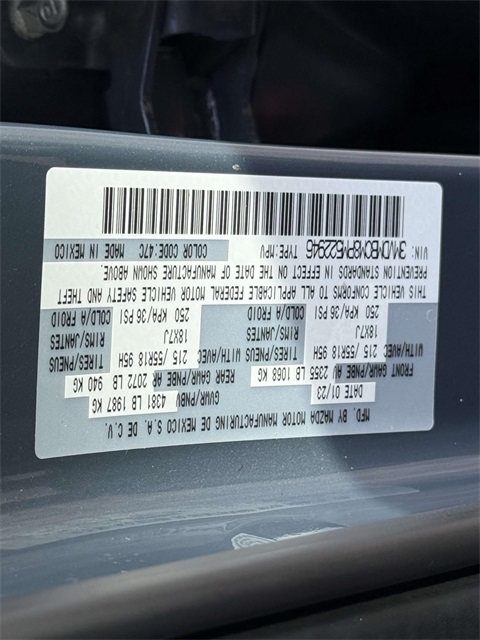 MFD. BY MAZDA MOTOR MANUFACTURING DE MEXICO S.A. DE C.V.
DATE 01/23 GVWR/PNBV 4381 LB 1987 KG
FRONT GAWR/PNBE AV 2355 LB 1068 KG REAR GAWR/PNBE AR 2072 LB 940 KG
WITH/AVEC 215 /55R18 95H TIRES/PNEUS WITH/AVEC 215 /55R18 95H TIRES/PNEUS
18X7J RIMS/JANTES 18X7J RIMS/JANTES
250 KPA/36 PSI COLD/A FROID 250 KPA/36 PSI COLD/A FROID
THIS VEHICLE CONFORMS TO ALL APPLICABLE FEDERAL MOTOR VEHICLE SAFETY AND THEFT
PREVENTION STANDARDS IN EFFECT ON THE DATE OF MANUFACTURE SHOWN ABOVE.
VIN: 3MVDMBCM8PM522946 TYPE:MPV COLOR CODE:47C MADE IN MEXICO